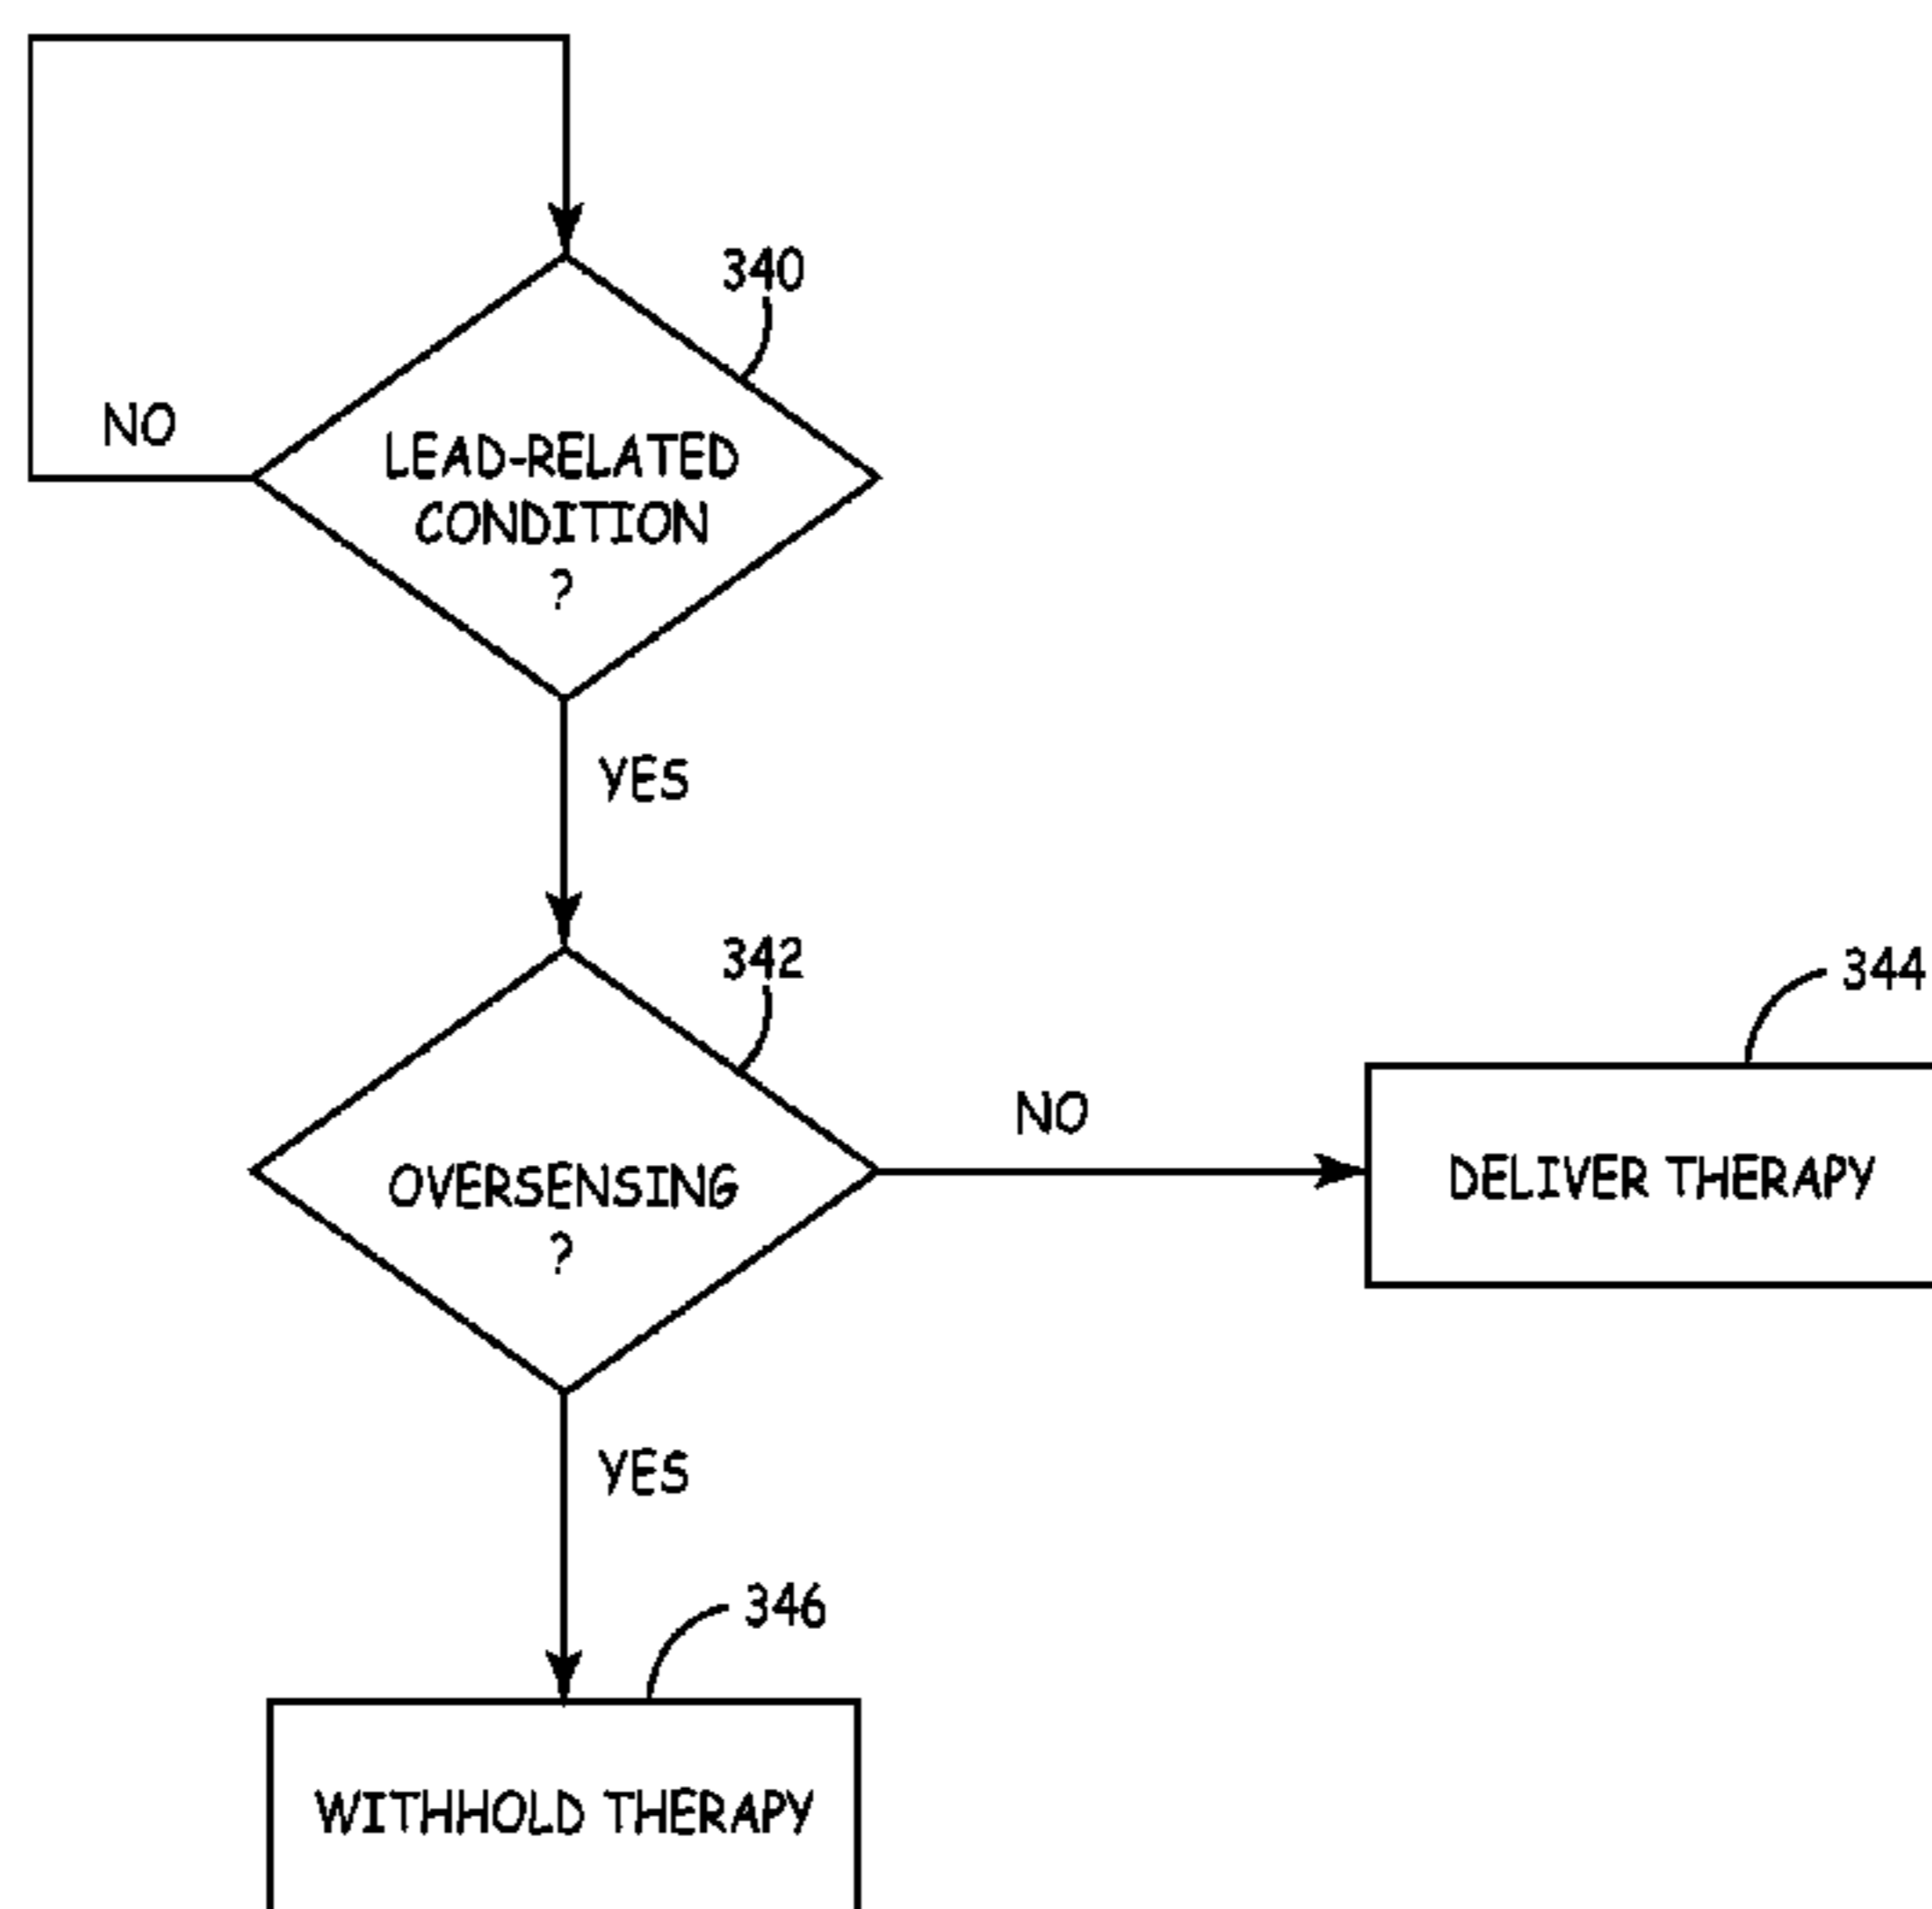 340
NO
LEAD-RELATED
CONDITION
?
YES
342
344
NO
OVERSENSING
?
DELIVER THERAPY
YES
346
WITHHOLD THERAPY